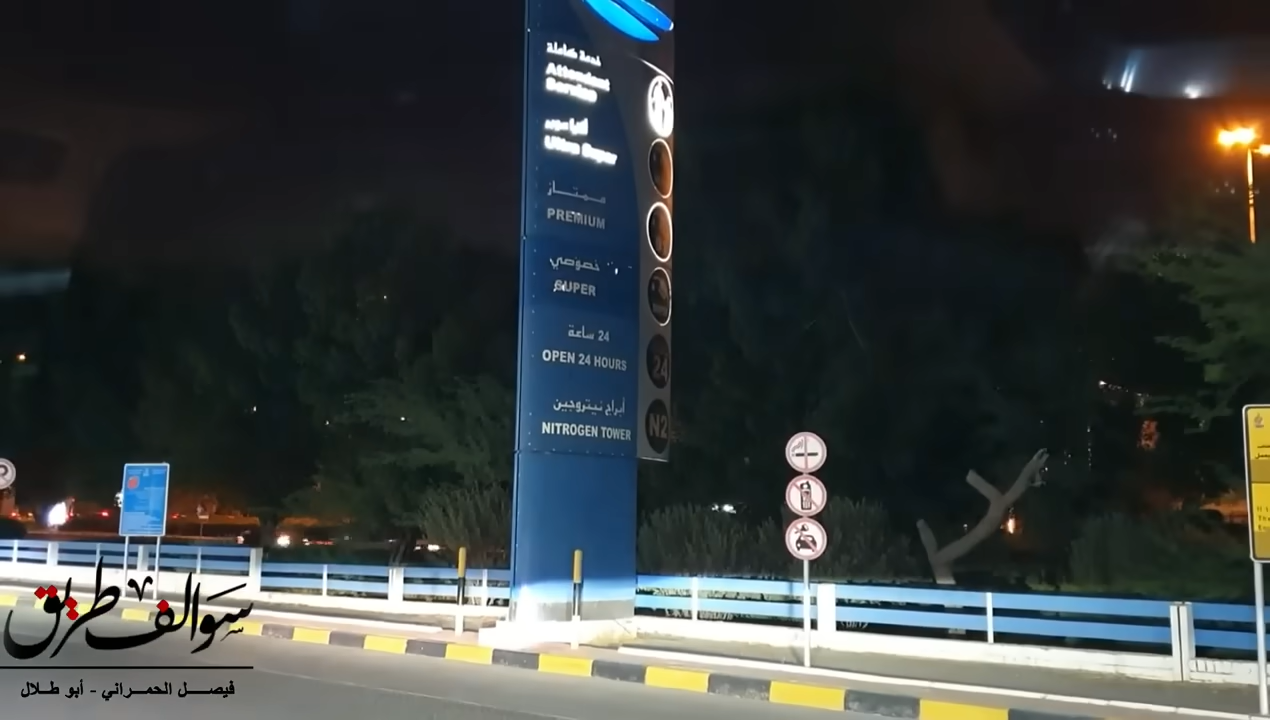 خدمة كاملة
Attendant
Service
ألترا سوبر
Ultra Super
ممتاز
PREMIUM
خصوصي
SUPER
24 ساعة
OPEN 24 HOURS
24
أبراج نيتروجين
NITROGEN TOWER
N2
سوالف طريق
فيصل الحمراني - أبو طلال